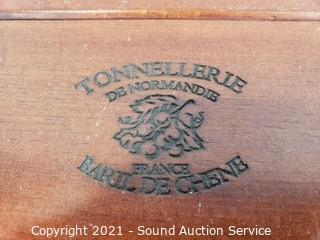 TONNELLERIE
DE NORMANDIE
FRANCE
BARIL DE CHENE
Copyright 2021 - Sound Auction Service